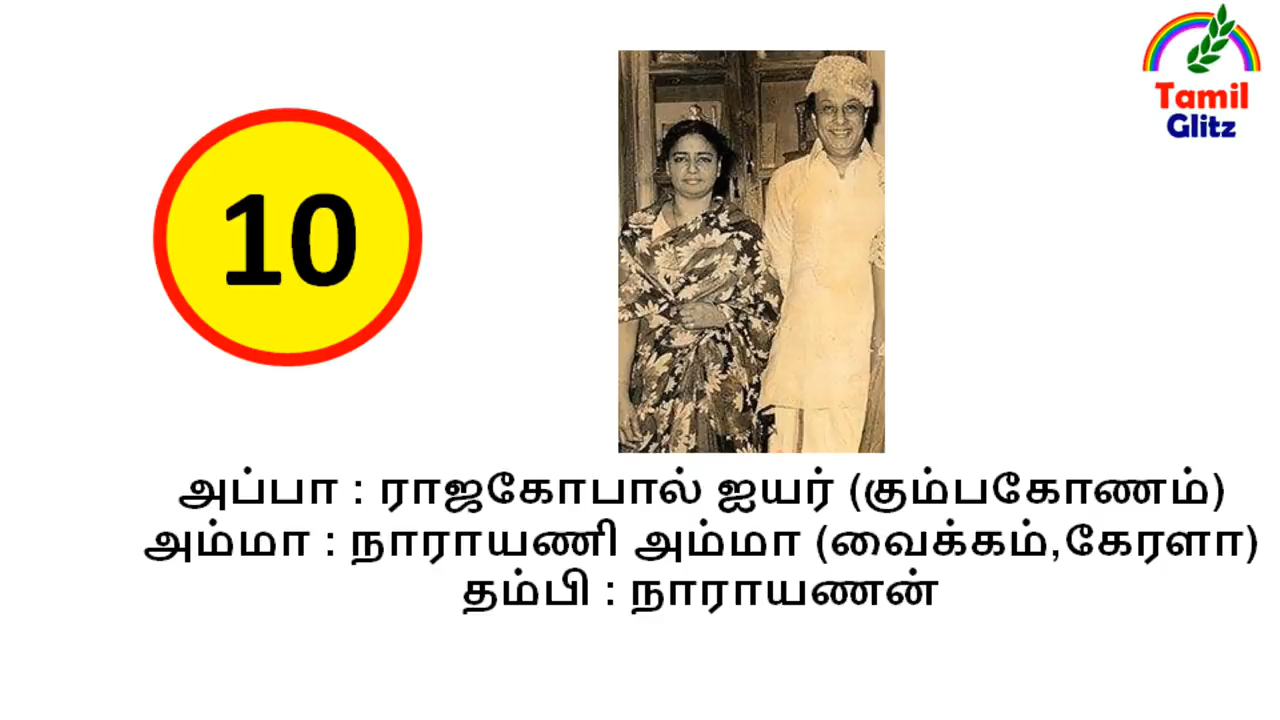 10
Tamil
Glitz
அப்பா : ராஜகோபால் ஐயர் (கும்பகோணம்)
அம்மா : நாராயணி அம்மா (வைக்கம்,கேரளா)
தம்பி : நாராயணன்